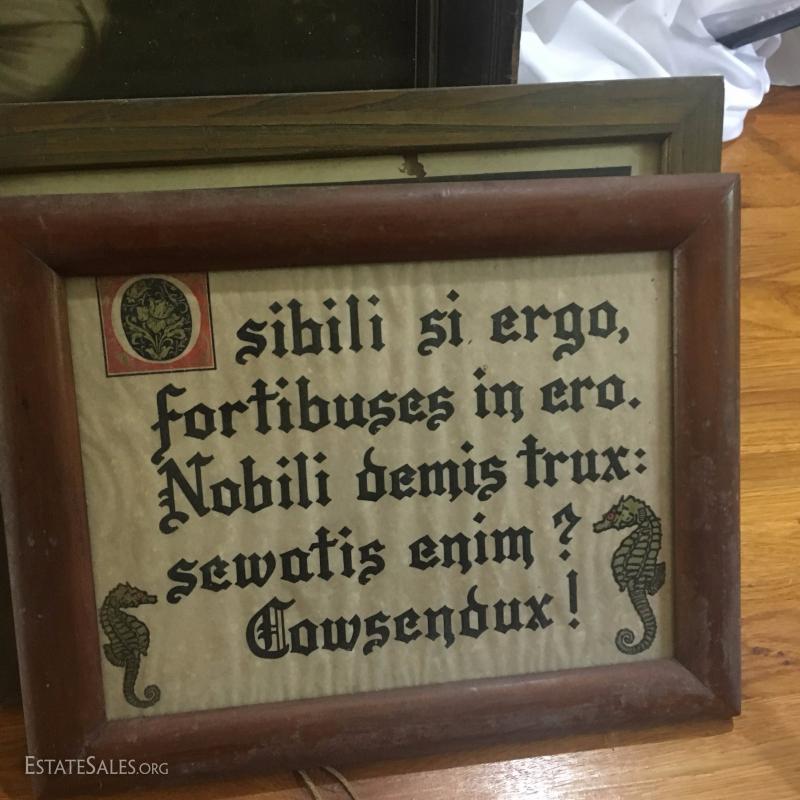 O sibili si ergo,
fortibuses in ero.
Nobili demis trux:
sewatis enim?
Cowsendux!
ESTATESALES.ORG